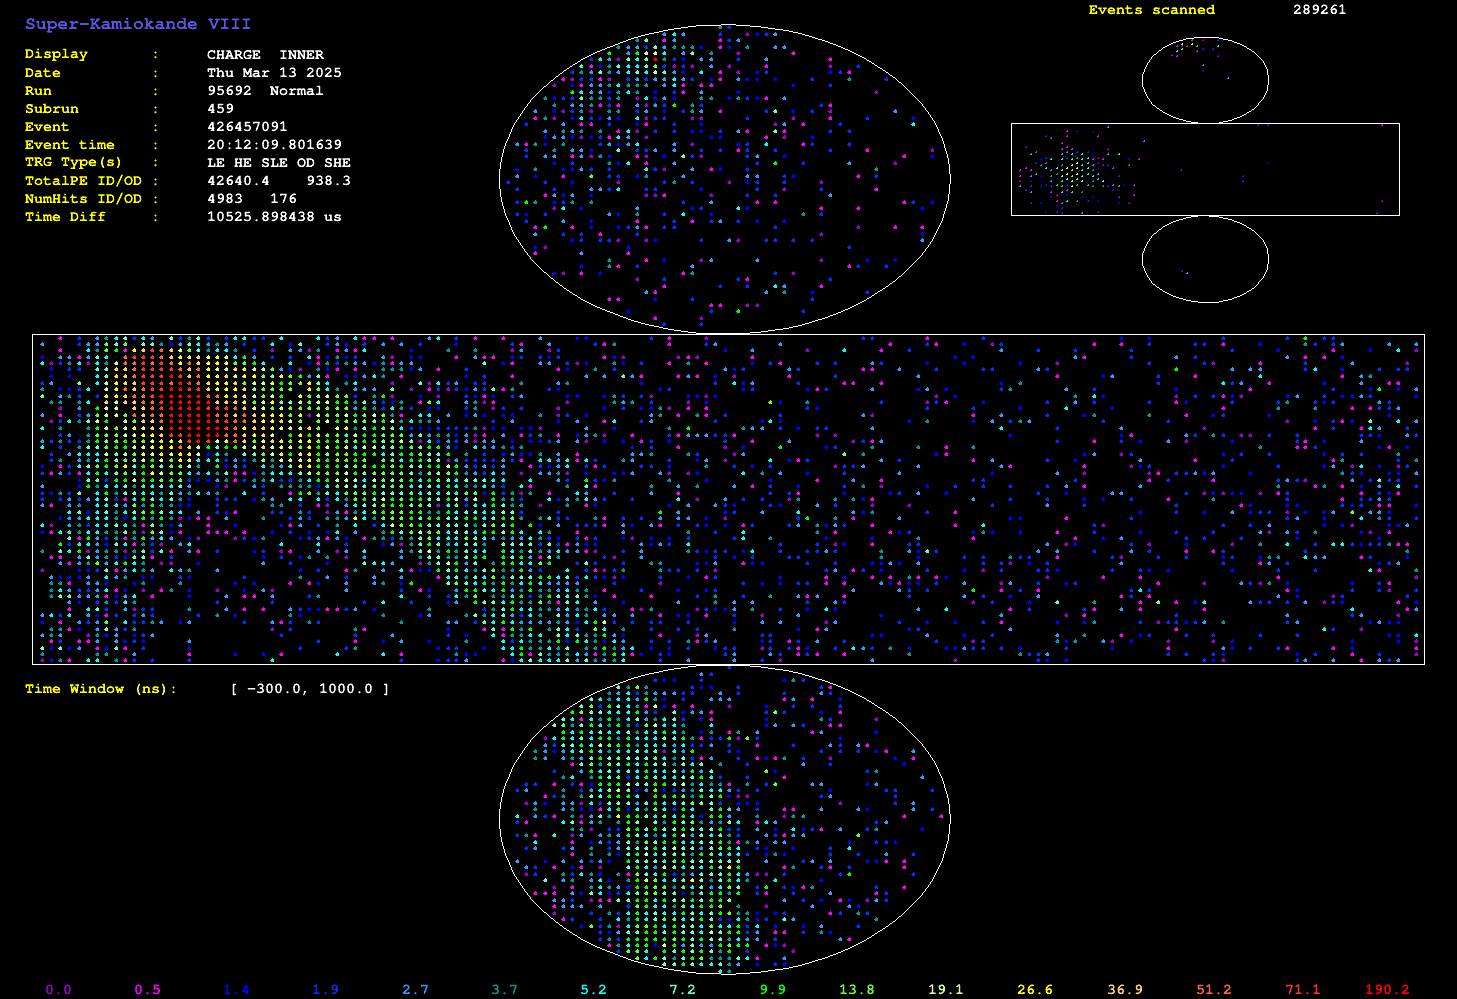 Super-Kamiokande VIII
Display : CHARGE INNER
Date : Thu Mar 13 2025
Run : 95692 Normal
Subrun : 459
Event : 426457091
Event time : 20:12:09.801639
TRG Type(s) : LE HE SLE OD SHE
TotalPE ID/OD : 42640.4 938.3
NumHits ID/OD : 4983 176
Time Diff : 10525.898438 us
Events scanned 289261
Time Window (ns): [ -300.0, 1000.0 ]
0.0 0.5 1.4 1.9 2.7 3.7 5.2 7.2 9.9 13.8 19.1 26.6 36.9 51.2 71.1 190.2